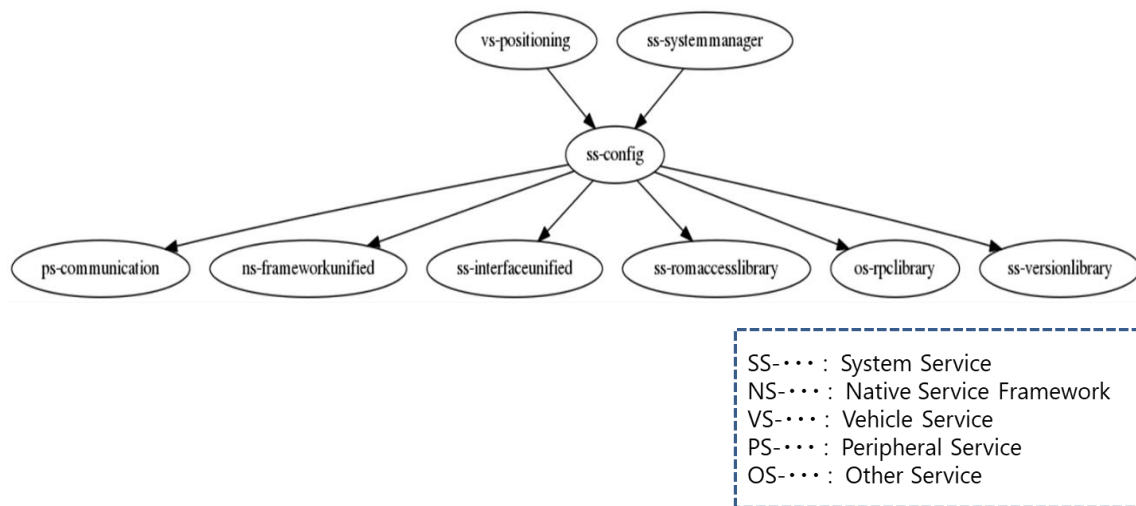 vs-positioning
ss-systemmanager
ss-config
ps-communication
ns-frameworkunified
ss-interfaceunified
ss-romaccesslibrary
os-rpclibrary
ss-versionlibrary
SS-･･･ : System Service
NS-･･･ : Native Service Framework
VS-･･･ : Vehicle Service
PS-･･･ : Peripheral Service
OS-･･･ : Other Service